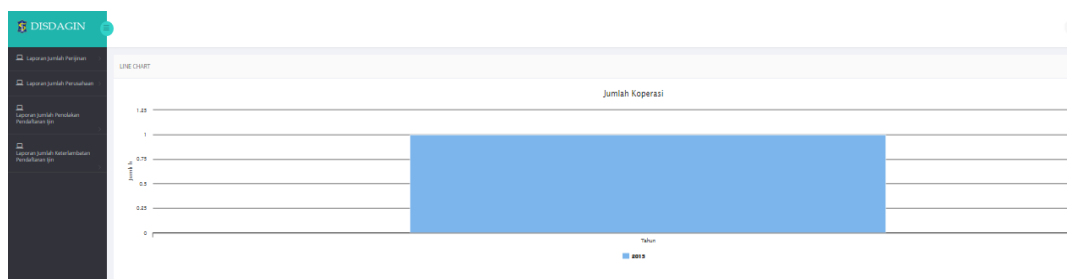 DISDAGIN
Laporan Jumlah Perijinan
Laporan Jumlah Perusahaan
Laporan Jumlah Penolakan
Pendaftaran Ijin
Laporan Jumlah Keterlambatan
Pendaftaran Ijin
LINE CHART
Jumlah Koperasi
1.25
1
0.75
0.5
0.25
0
Tahun
2015